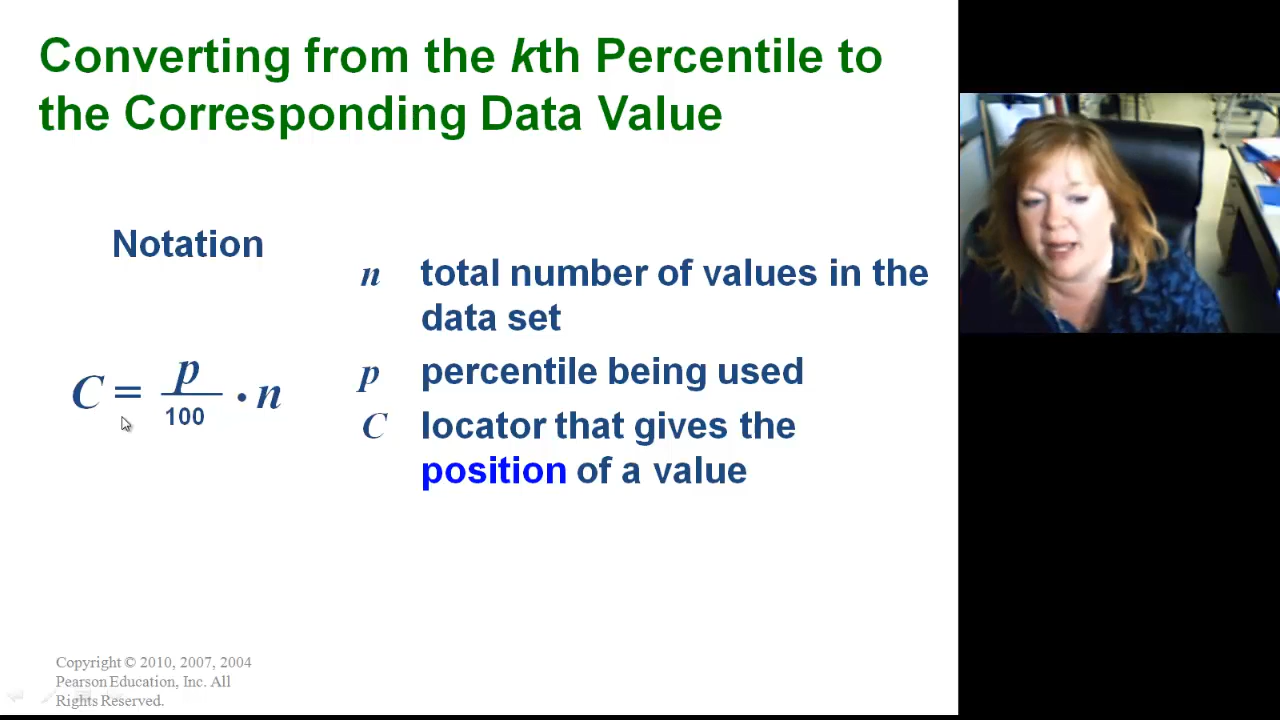 Converting from the kth Percentile to
the Corresponding Data Value
Notation
n total number of values in the
data set
C = p/100 · n
p percentile being used
C locator that gives the
position of a value
Copyright © 2010, 2007, 2004
Pearson Education, Inc. All
Rights Reserved.